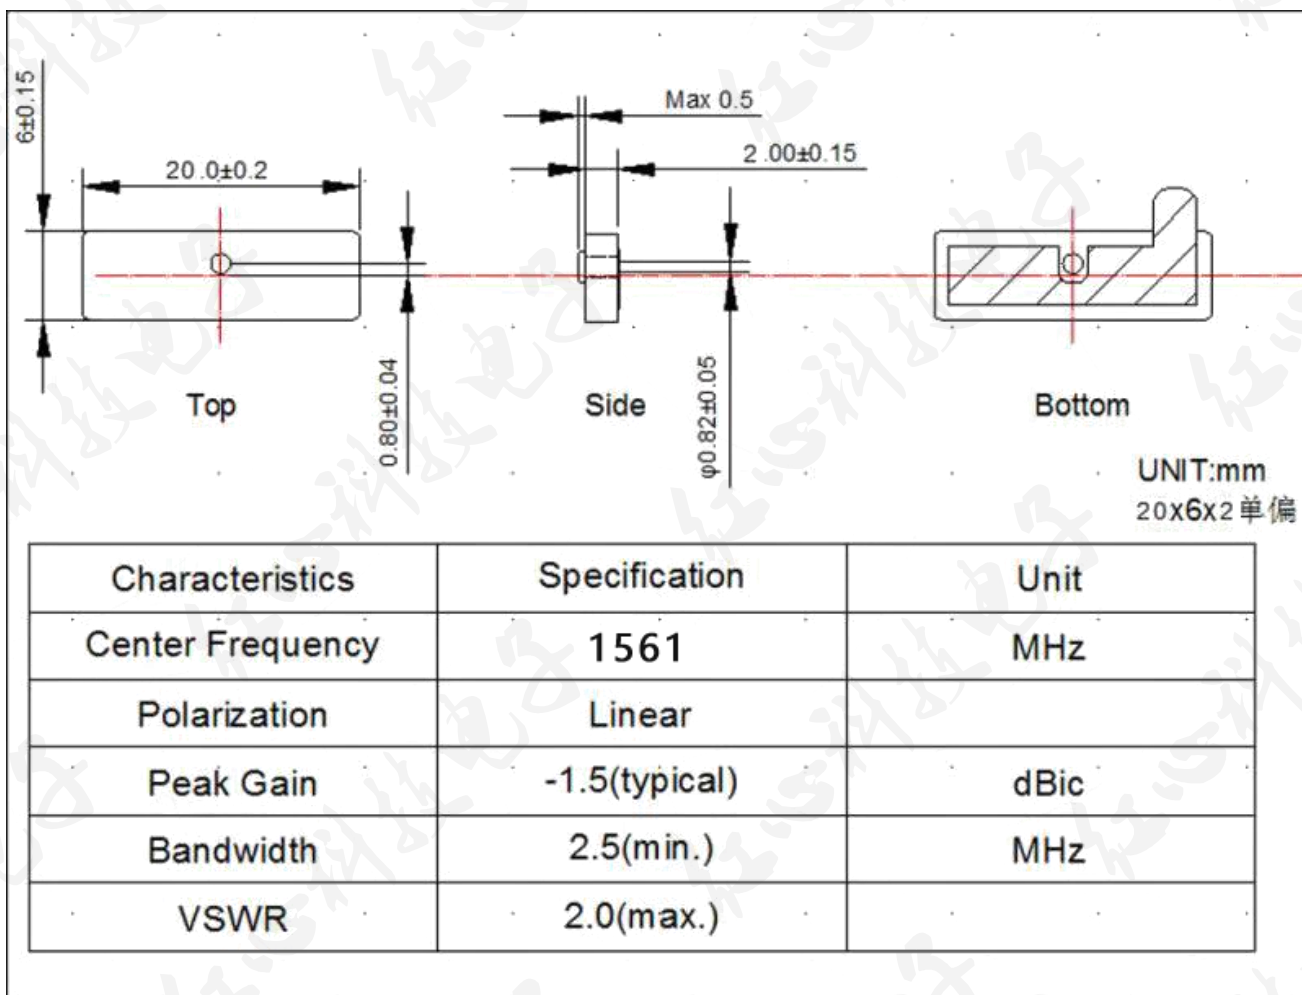 6±0.15
20.0±0.2
Max 0.5
2.00±0.15
0.80±0.04
φ0.82±0.05
Top
Side
Bottom
UNIT:mm
20x6x2单偏
Characteristics Specification Unit
Center Frequency 1561 MHz
Polarization Linear
Peak Gain -1.5(typical) dBic
Bandwidth 2.5(min.) MHz
VSWR 2.0(max.)